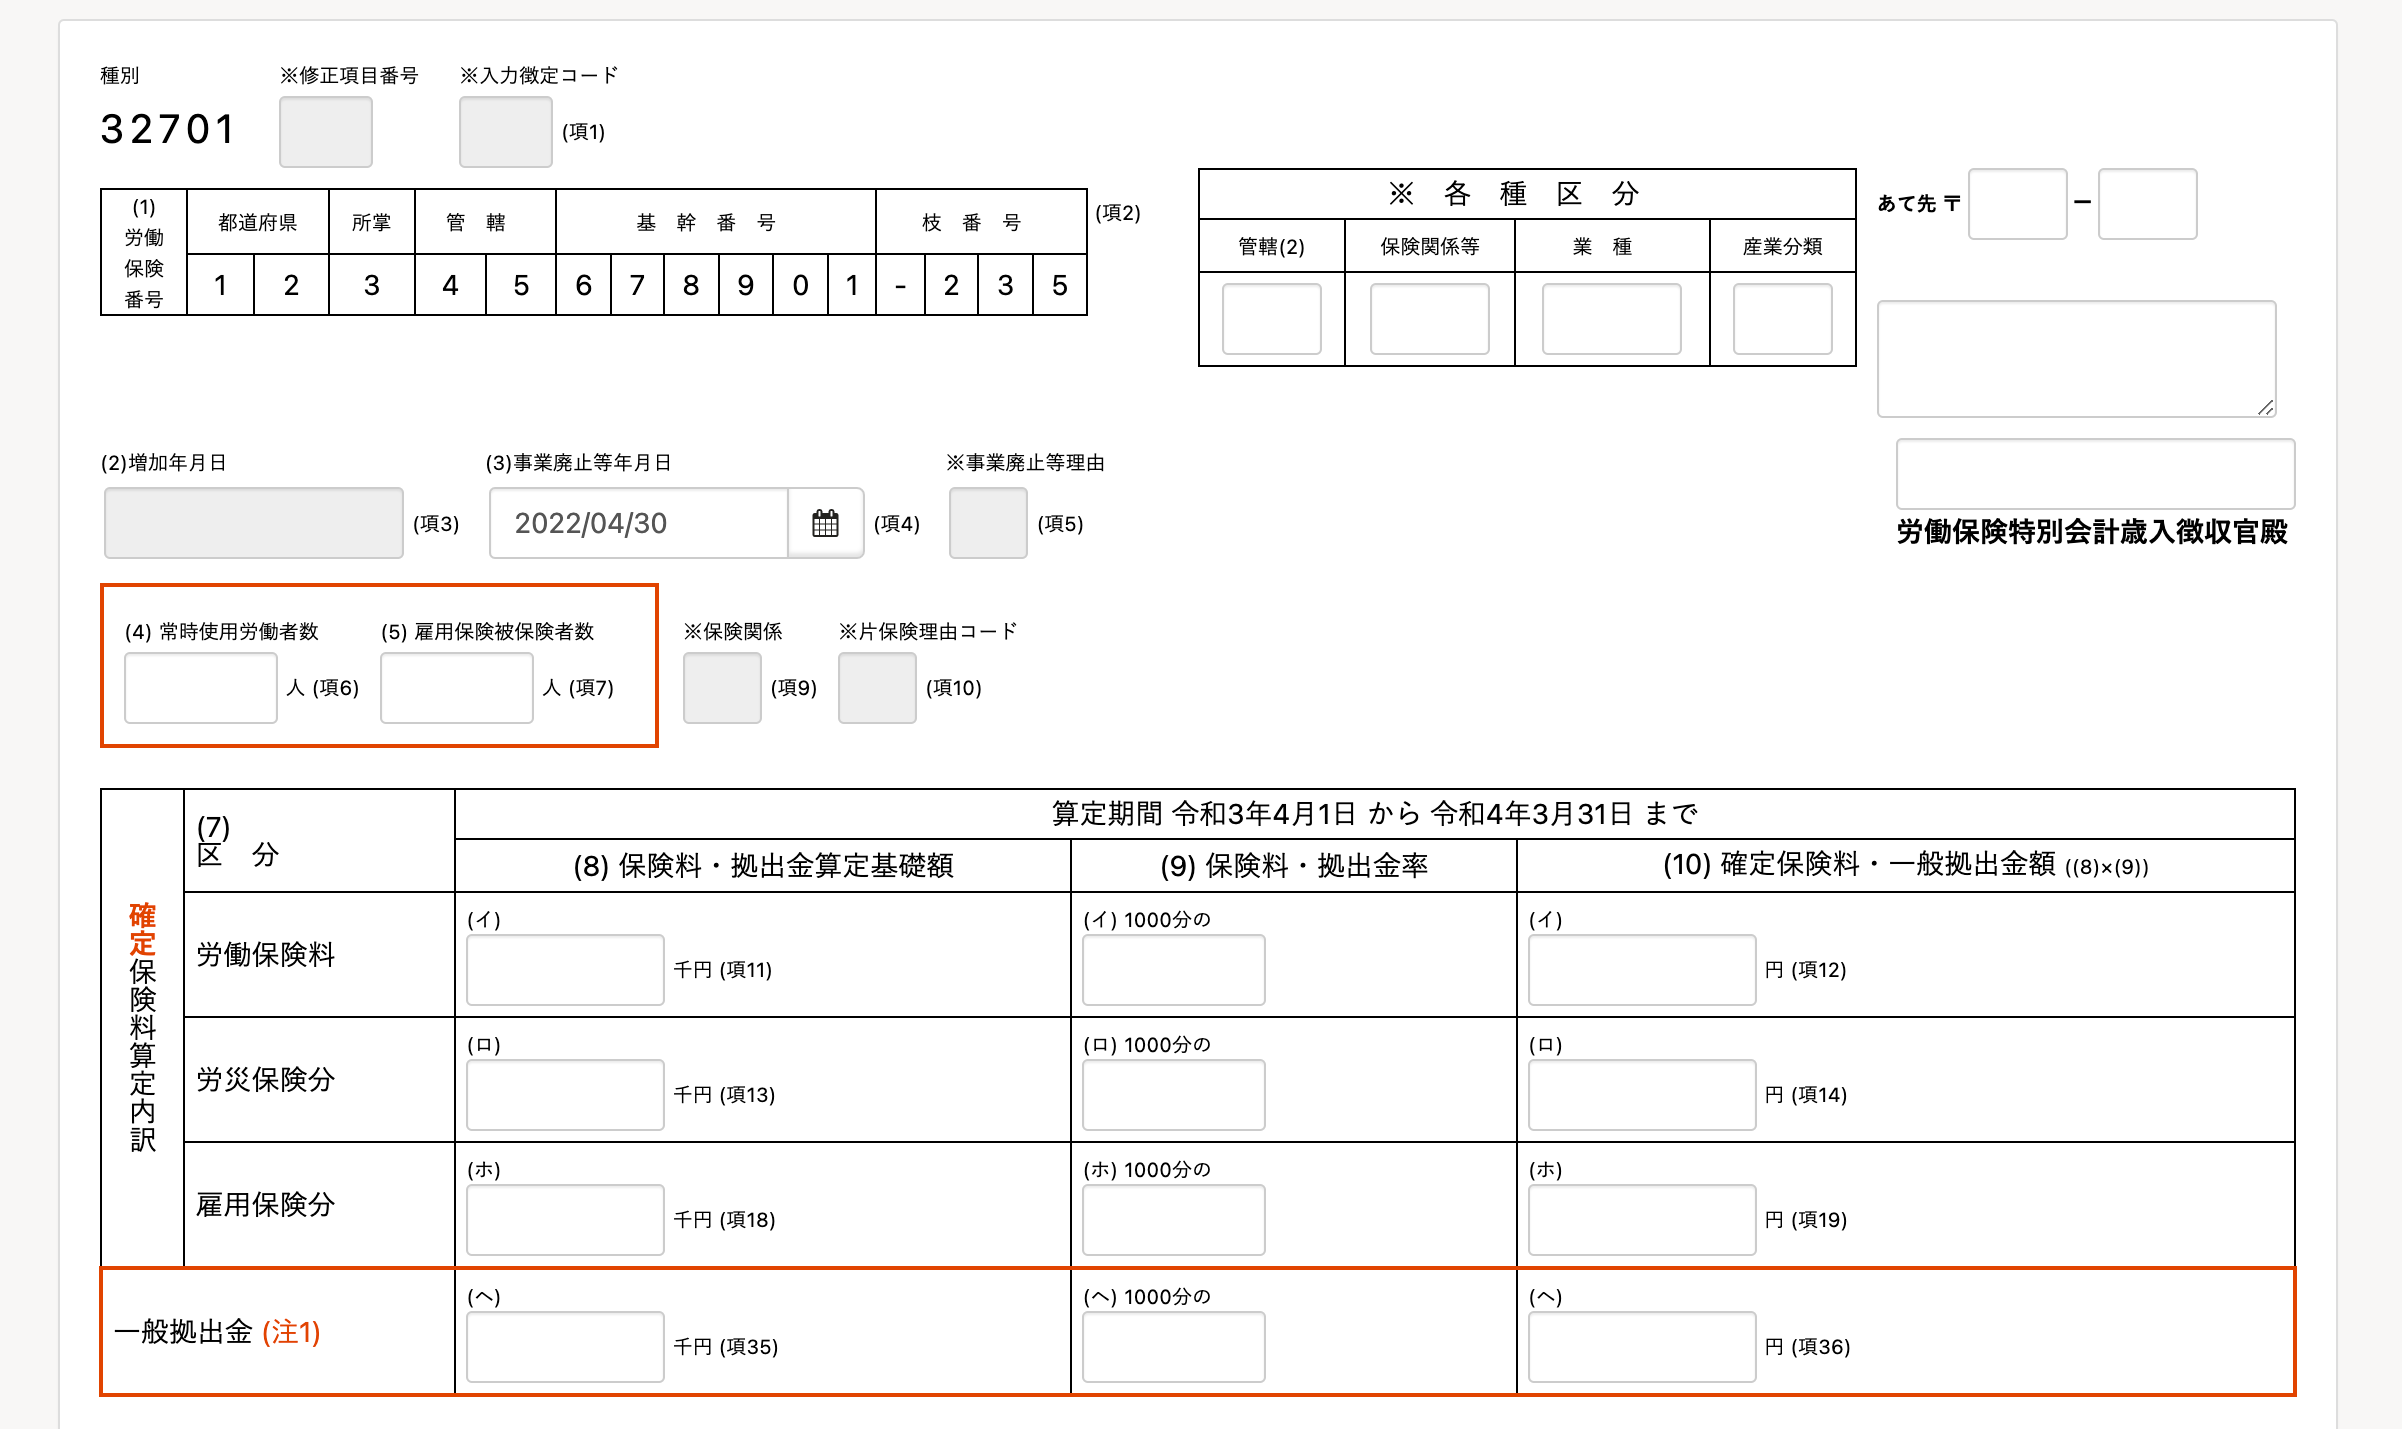 種別
※修正項目番号
※入力徴定コード
32701
(項1)
(1)
労働
保険
番号
都道府県 所掌 管 轄 基 幹 番 号 枝 番 号
1 2 3 4 5 6 7 8 9 0 1 - 2 3 5
(項2)
※ 各 種 区 分
管轄(2) 保険関係等 業 種 産業分類
あて先 〒 ー
労働保険特別会計歳入徴収官殿
(2)増加年月日
(項3)
(3)事業廃止等年月日
2022/04/30 (項4)
※事業廃止等理由
(項5)
(4) 常時使用労働者数
人 (項6)
(5) 雇用保険被保険者数
人 (項7)
※保険関係
(項9)
※片保険理由コード
(項10)
確定保険料算定内訳
(7)
区 分
算定期間 令和3年4月1日 から 令和4年3月31日 まで
(8) 保険料・拠出金算定基礎額
(9) 保険料・拠出金率
(10) 確定保険料・一般拠出金額 ((8)×(9))
労働保険料
(イ)
千円 (項11)
(イ) 1000分の
(イ)
円 (項12)
労災保険分
(ロ)
千円 (項13)
(ロ) 1000分の
(ロ)
円 (項14)
雇用保険分
(ホ)
千円 (項18)
(ホ) 1000分の
(ホ)
円 (項19)
一般拠出金 (注1)
(ヘ)
千円 (項35)
(ヘ) 1000分の
(ヘ)
円 (項36)